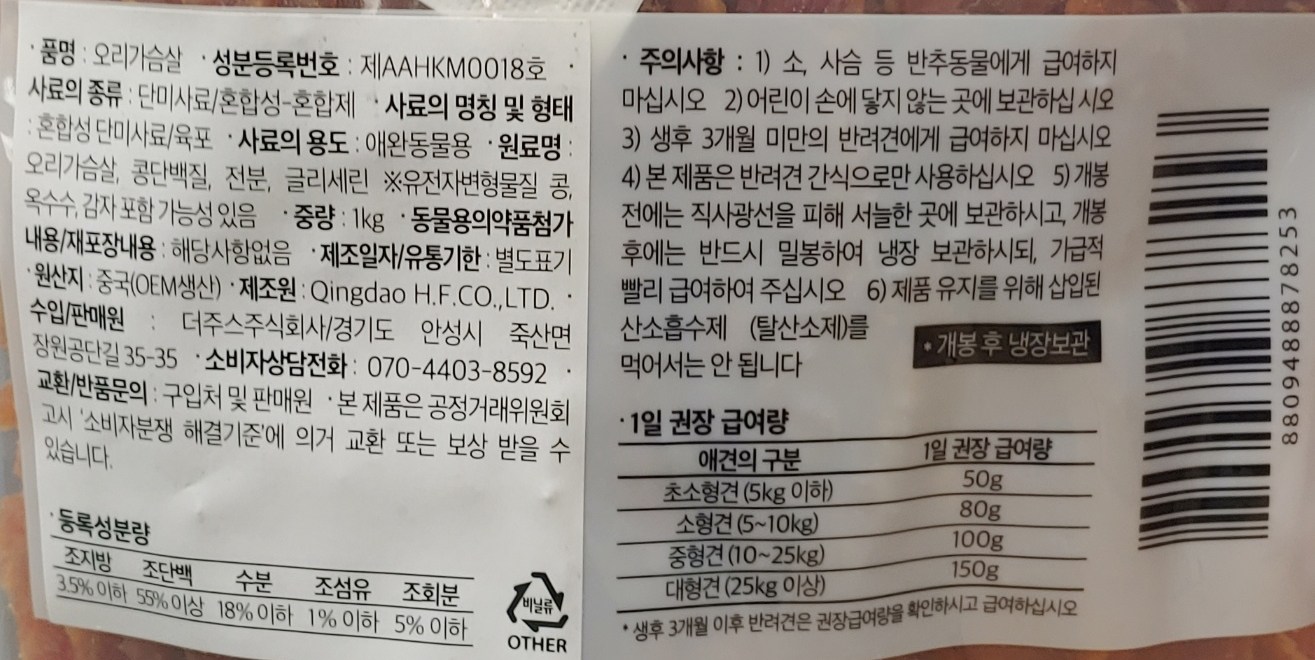 · 품명 : 오리가슴살 · 성분등록번호 : 제AAHKM0018호 ·
사료의 종류 : 단미사료/혼합성-혼합제 · 사료의 명칭 및 형태
: 혼합성 단미사료/육포 · 사료의 용도 : 애완동물용 · 원료명 :
오리가슴살, 콩단백질, 전분, 글리세린 ※유전자변형물질 콩,
옥수수, 감자 포함 가능성 있음 · 중량 : 1kg · 동물용의약품첨가
내용/재포장내용 : 해당사항없음 · 제조일자/유통기한 : 별도표기
· 원산지 : 중국(OEM생산) · 제조원 : Qingdao H.F.CO.,LTD. ·
수입/판매원 : 더주스주식회사/경기도 안성시 죽산면
장원공단길 35-35 · 소비자상담전화 : 070-4403-8592 ·
교환/반품문의 : 구입처 및 판매원 · 본 제품은 공정거래위원회
고시 '소비자분쟁 해결기준'에 의거 교환 또는 보상 받을 수
있습니다.
· 등록성분량
조지방 조단백 수분 조섬유 조회분
3.5% 이하 55% 이상 18% 이하 1% 이하 5% 이하
비닐류
OTHER
· 주의사항 : 1) 소, 사슴 등 반추동물에게 급여하지
마십시오 2) 어린이 손에 닿지 않는 곳에 보관하십시오
3) 생후 3개월 미만의 반려견에게 급여하지 마십시오
4) 본 제품은 반려견 간식으로만 사용하십시오 5) 개봉
전에는 직사광선을 피해 서늘한 곳에 보관하시고, 개봉
후에는 반드시 밀봉하여 냉장 보관하시되, 가급적
빨리 급여하여 주십시오 6) 제품 유지를 위해 삽입된
산소흡수제 (탈산소제)를
먹어서는 안 됩니다
• 개봉 후 냉장보관
· 1일 권장 급여량
애견의 구분 1일 권장 급여량
초소형견 (5kg 이하) 50g
소형견 (5~10kg) 80g
중형견 (10~25kg) 100g
대형견 (25kg 이상) 150g
• 생후 3개월 이후 반려견은 권장급여량을 확인하시고 급여하십시오
8809488878253